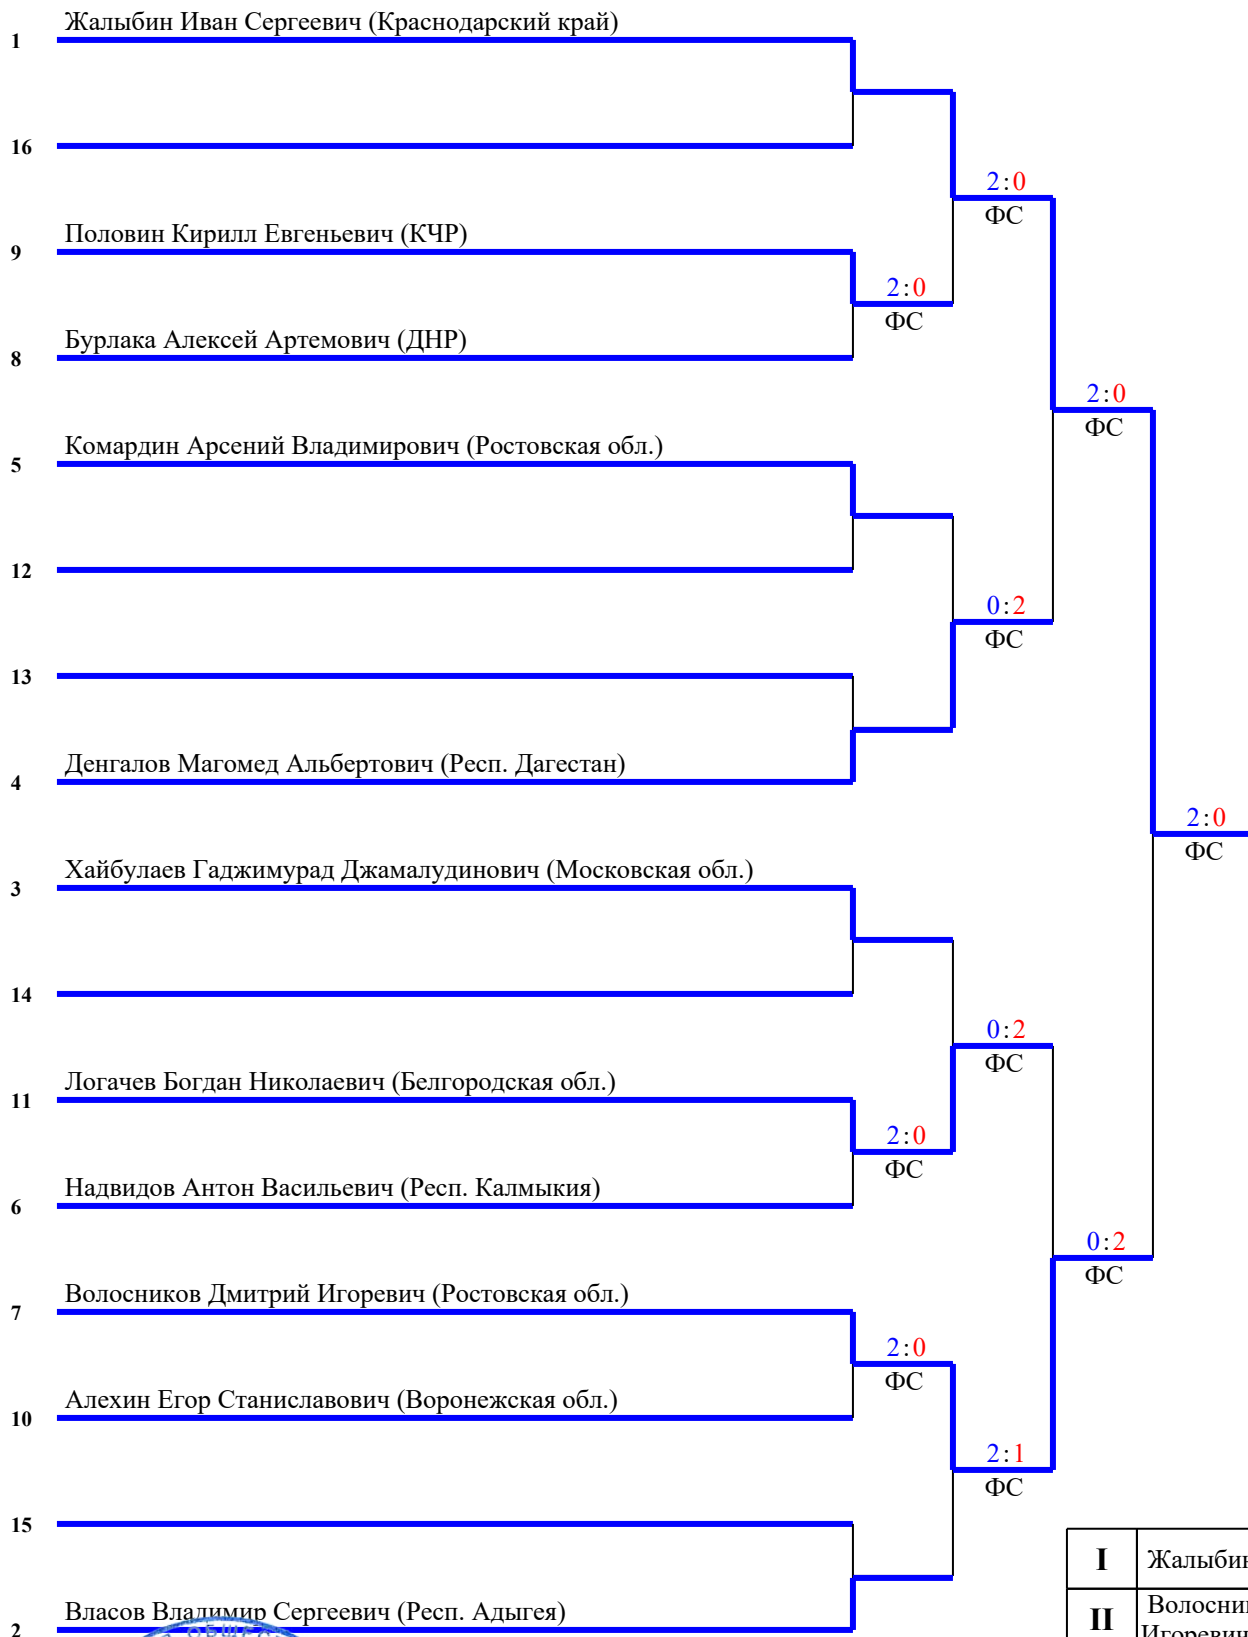 Жалыбин Иван Сергеевич (Краснодарский край)
1
16
2:0
ФС
Половин Кирилл Евгеньевич (КЧР)
9
2:0
ФС
Бурлака Алексей Артемович (ДНР)
8
2:0
ФС
Комардин Арсений Владимирович (Ростовская обл.)
5
12
0:2
ФС
13
Денгалов Магомед Альбертович (Респ. Дагестан)
4
2:0
ФС
Хайбулаев Гаджимурад Джамалудинович (Московская обл.)
3
14
0:2
ФС
Логачев Богдан Николаевич (Белгородская обл.)
11
2:0
ФС
Надвидов Антон Васильевич (Респ. Калмыкия)
6
0:2
ФС
Волосников Дмитрий Игоревич (Ростовская обл.)
7
2:0
ФС
Алехин Егор Станиславович (Воронежская обл.)
10
2:1
ФС
15
I Жалыбин
Власов Владимир Сергеевич (Респ. Адыгея)
2
II
Игоревич